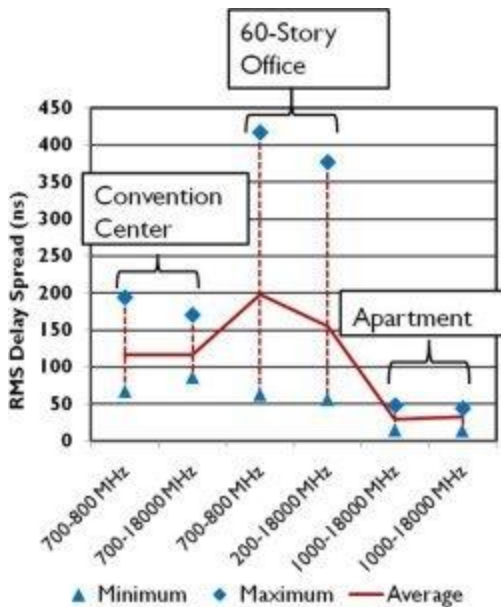 60-Story
Office
450
400
350
300
250
200
150
100
50
0
RMS Delay Spread (ns)
Convention
Center
Apartment
700-800 MHz
700-18000 MHz
700-800 MHz
200-18000 MHz
1000-18000 MHz
1000-18000 MHz
Minimum
Maximum
Average